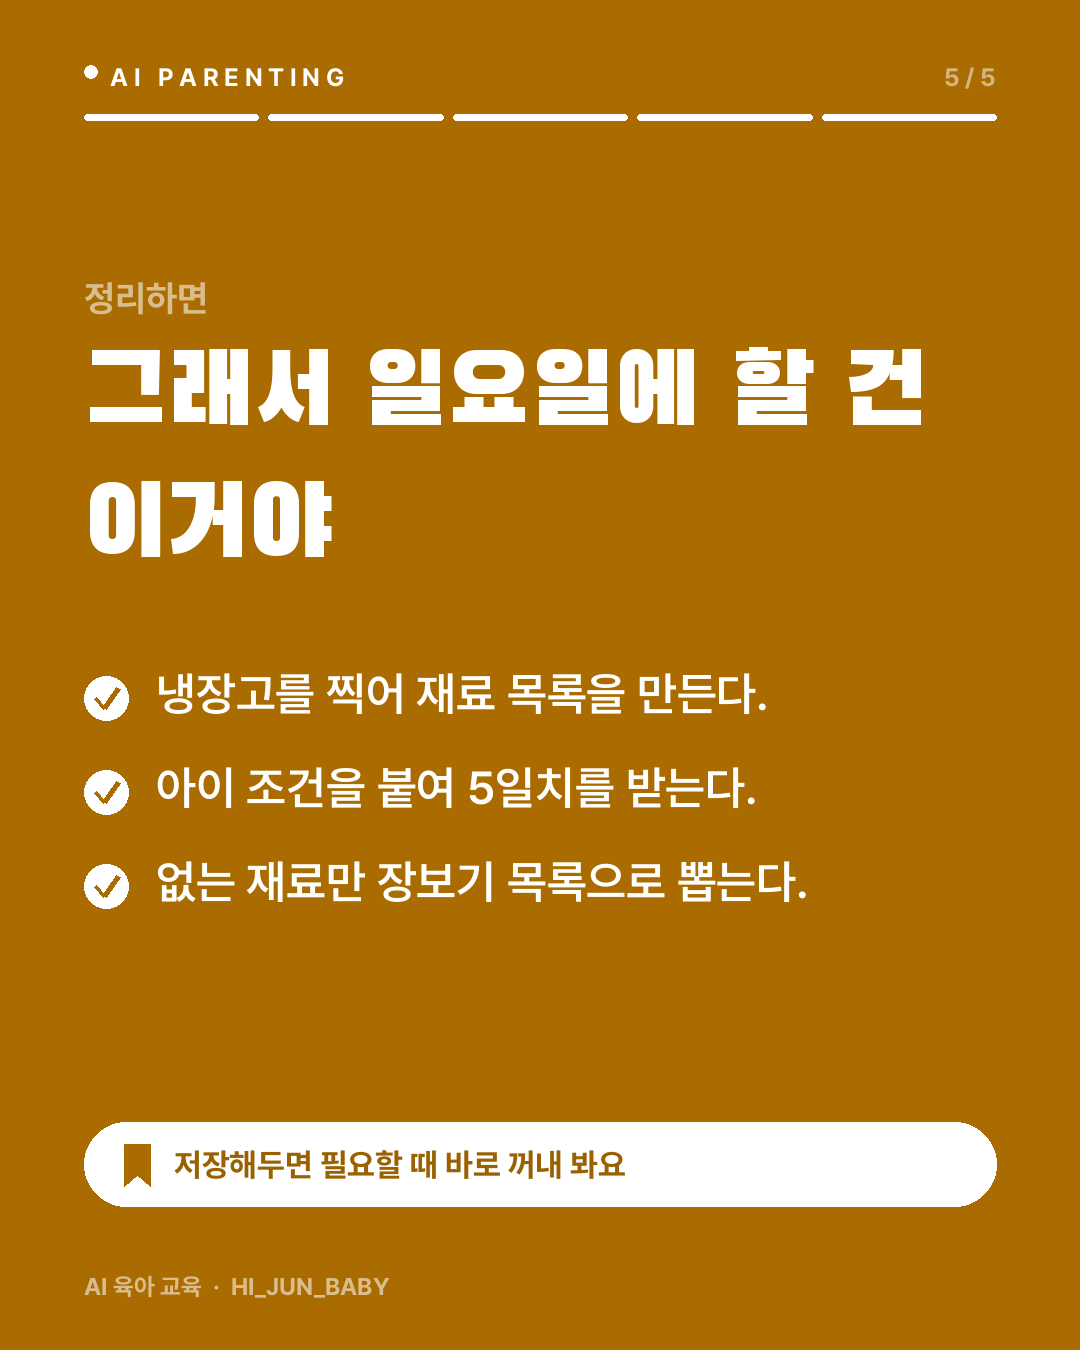 AI PARENTING
5 / 5
정리하면
그래서 일요일에 할 건
이거야
냉장고를 찍어 재료 목록을 만든다.
아이 조건을 붙여 5일치를 받는다.
없는 재료만 장보기 목록으로 뽑는다.
저장해두면 필요할 때 바로 꺼내 봐요
AI 육아 교육 · HI_JUN_BABY